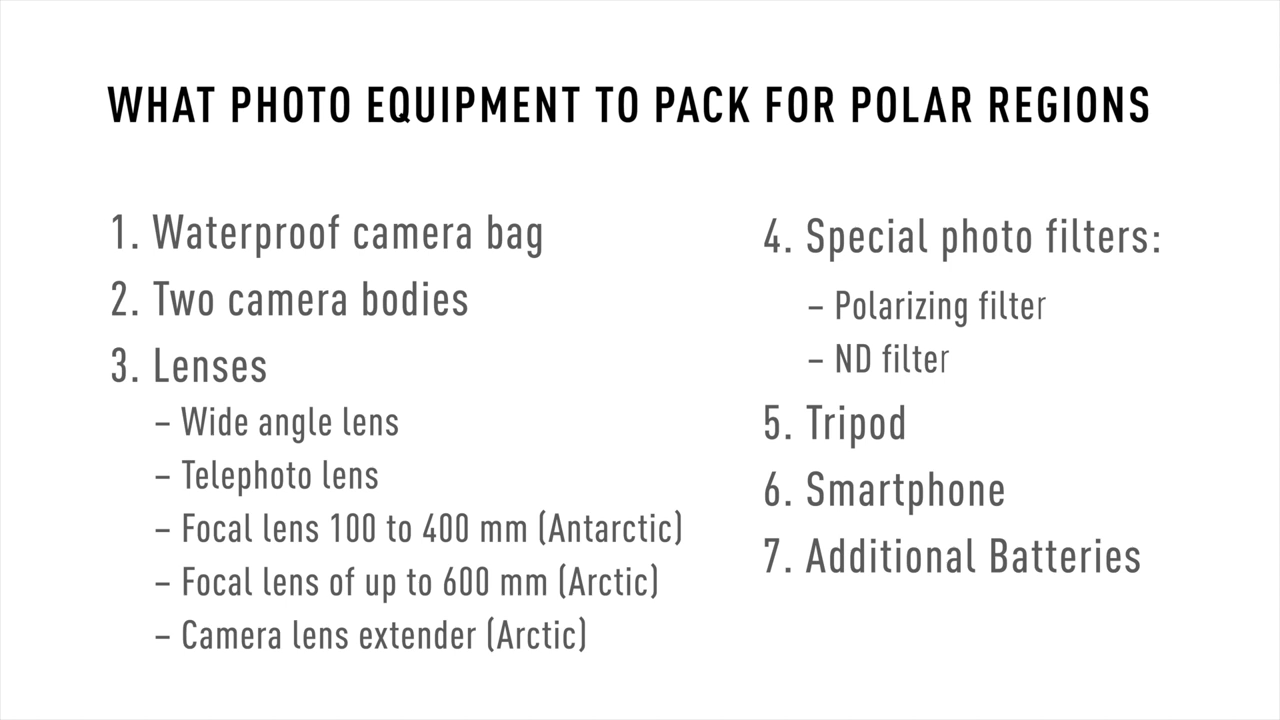 WHAT PHOTO EQUIPMENT TO PACK FOR POLAR REGIONS
1. Waterproof camera bag
2. Two camera bodies
3. Lenses
– Wide angle lens
– Telephoto lens
– Focal lens 100 to 400 mm (Antarctic)
– Focal lens of up to 600 mm (Arctic)
– Camera lens extender (Arctic)
4. Special photo filters:
– Polarizing filter
– ND filter
5. Tripod
6. Smartphone
7. Additional Batteries